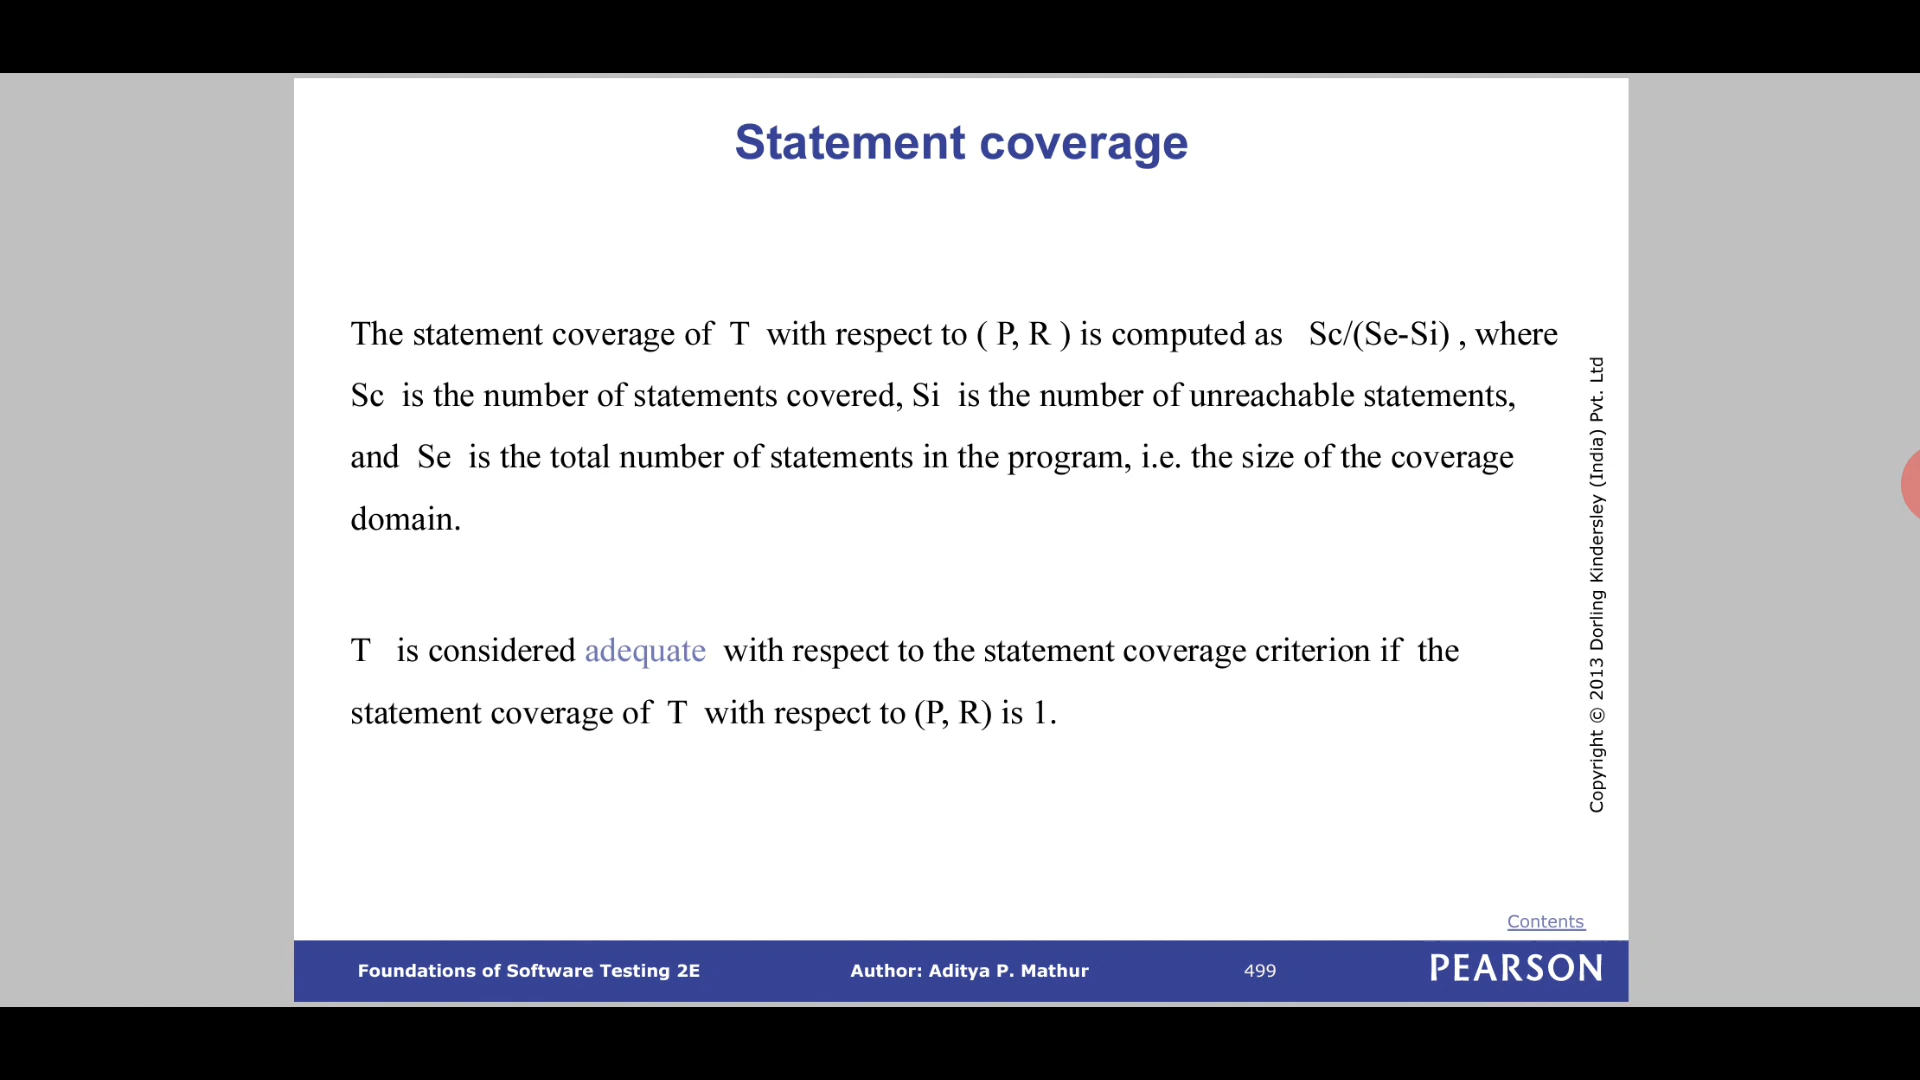 Statement coverage
The statement coverage of T with respect to ( P, R ) is computed as Sc/(Se-Si) , where
Sc is the number of statements covered, Si is the number of unreachable statements,
and Se is the total number of statements in the program, i.e. the size of the coverage
domain.
T is considered adequate with respect to the statement coverage criterion if the
statement coverage of T with respect to (P, R) is 1.
Copyright © 2013 Dorling Kindersley (India) Pvt. Ltd
Contents
Foundations of Software Testing 2E Author: Aditya P. Mathur 499 PEARSON